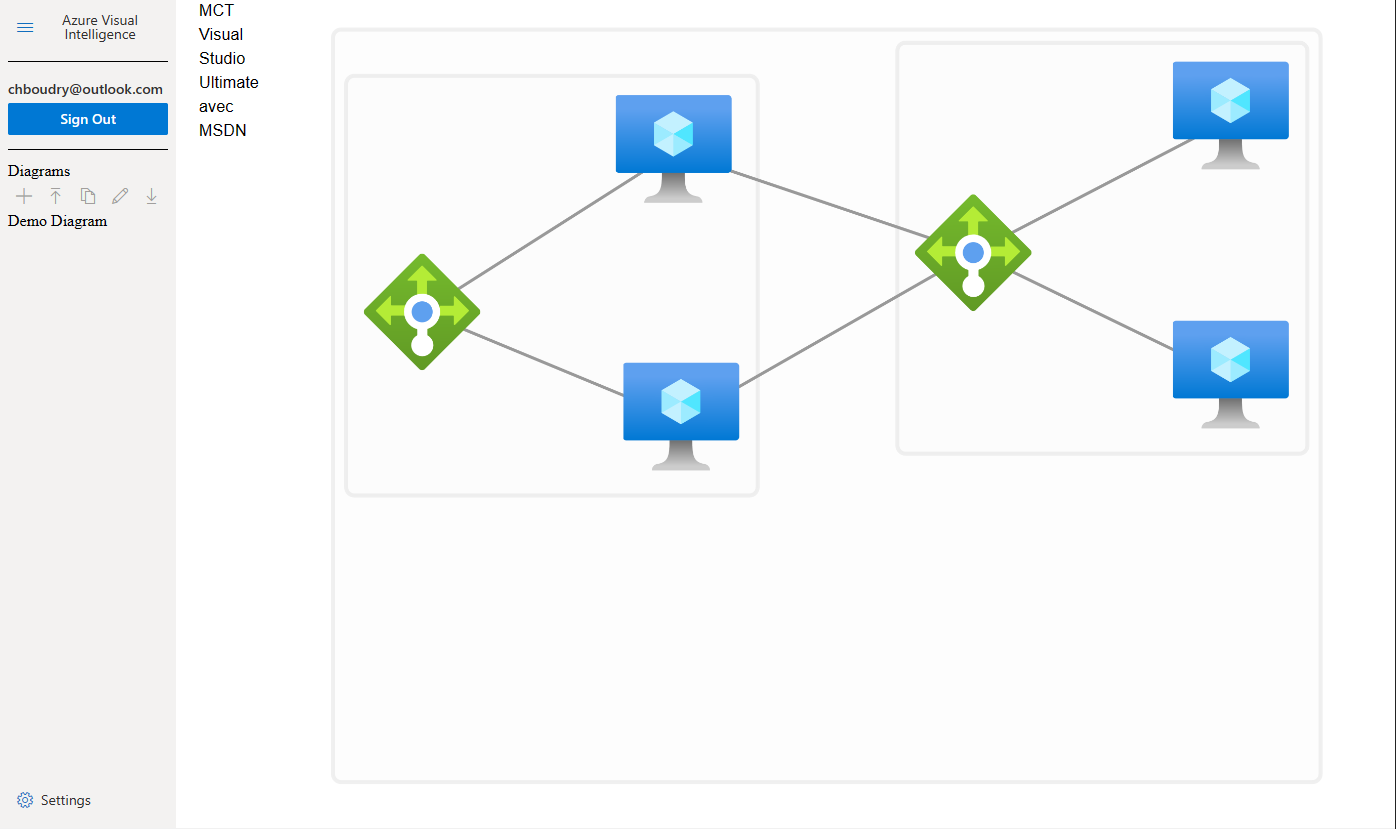 Azure Visual
Intelligence
chboudry@outlook.com
Sign Out
Diagrams
Demo Diagram
Settings
MCT
Visual
Studio
Ultimate
avec
MSDN